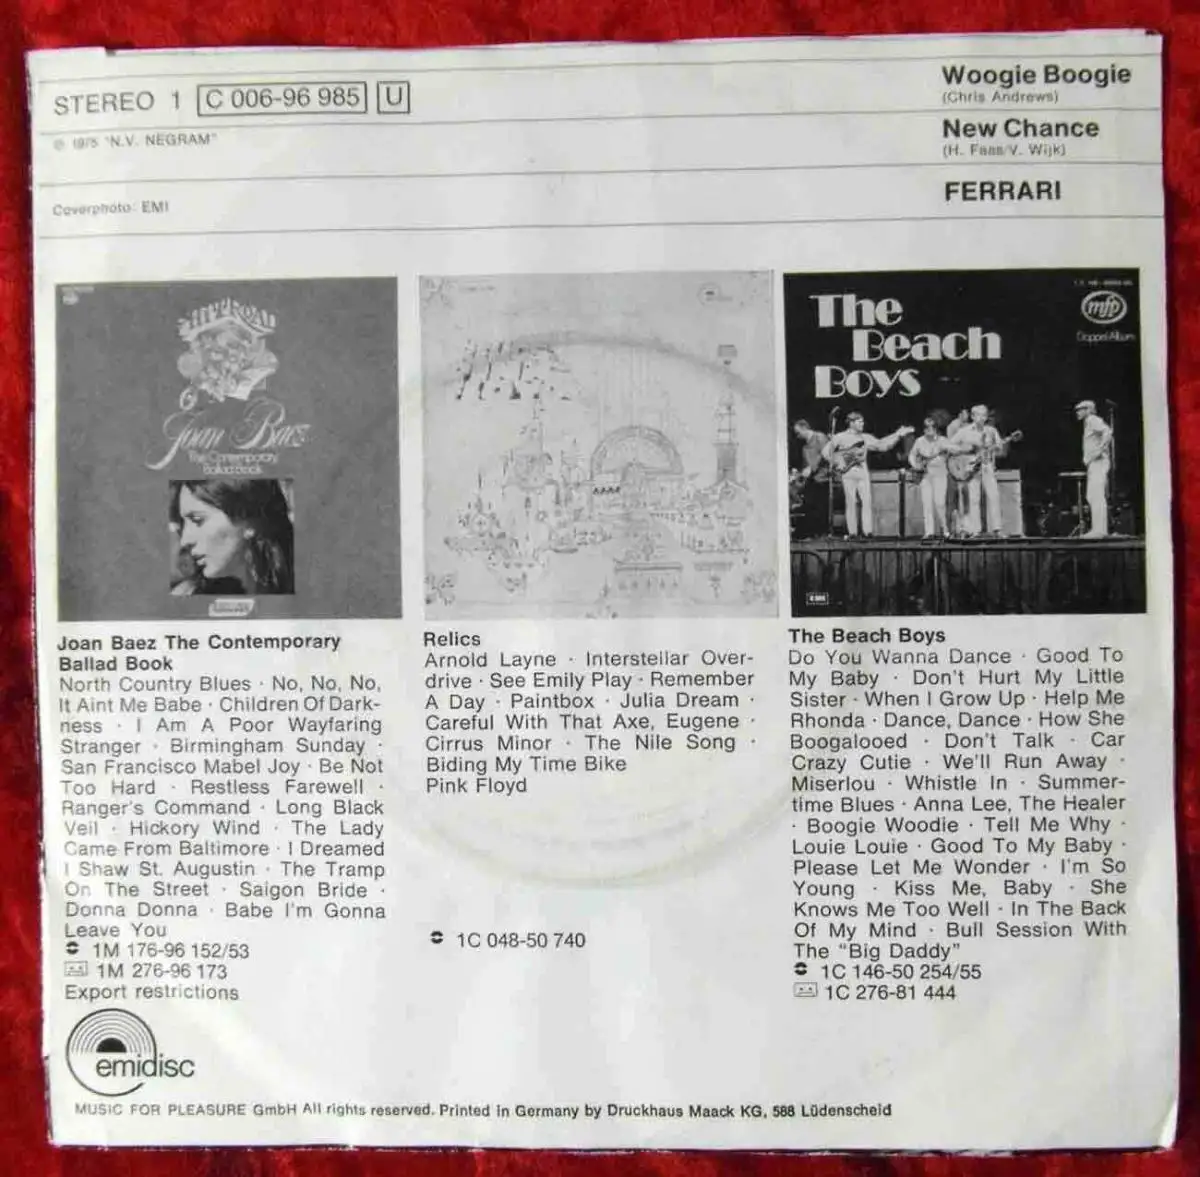 STEREO 1 C 006-96 985 U
℗ 1975 "N.V. NEGRAM"
Coverphoto: EMI
Woogie Boogie
(Chris Andrews)
New Chance
(H. Faas/V. Wijk)
FERRARI
Joan Baez
The Contemporary
Ballad Book
The
Beach
Boys
mfp
Doppel-Album
EMI
Joan Baez The Contemporary
Ballad Book
North Country Blues · No, No, No,
It Aint Me Babe · Children Of Dark-
ness · I Am A Poor Wayfaring
Stranger · Birmingham Sunday ·
San Francisco Mabel Joy · Be Not
Too Hard · Restless Farewell ·
Ranger's Command · Long Black
Veil · Hickory Wind · The Lady
Came From Baltimore · I Dreamed
I Shaw St. Augustin · The Tramp
On The Street · Saigon Bride ·
Donna Donna · Babe I'm Gonna
Leave You
1M 176-96 152/53
1M 276-96 173
Export restrictions
Relics
Arnold Layne · Interstellar Over-
drive · See Emily Play · Remember
A Day · Paintbox · Julia Dream ·
Careful With That Axe, Eugene ·
Cirrus Minor · The Nile Song ·
Biding My Time Bike
Pink Floyd
1C 048-50 740
The Beach Boys
Do You Wanna Dance · Good To
My Baby · Don't Hurt My Little
Sister · When I Grow Up · Help Me
Rhonda · Dance, Dance · How She
Boogalooed · Don't Talk · Car
Crazy Cutie · We'll Run Away ·
Miserlou · Whistle In · Summer-
time Blues · Anna Lee, The Healer
· Boogie Woodie · Tell Me Why ·
Louie Louie · Good To My Baby ·
Please Let Me Wonder · I'm So
Young · Kiss Me, Baby · She
Knows Me Too Well · In The Back
Of My Mind · Bull Session With
The "Big Daddy"
1C 146-50 254/55
1C 276-81 444
emidisc
MUSIC FOR PLEASURE GmbH All rights reserved. Printed in Germany by Druckhaus Maack KG, 588 Lüdenscheid